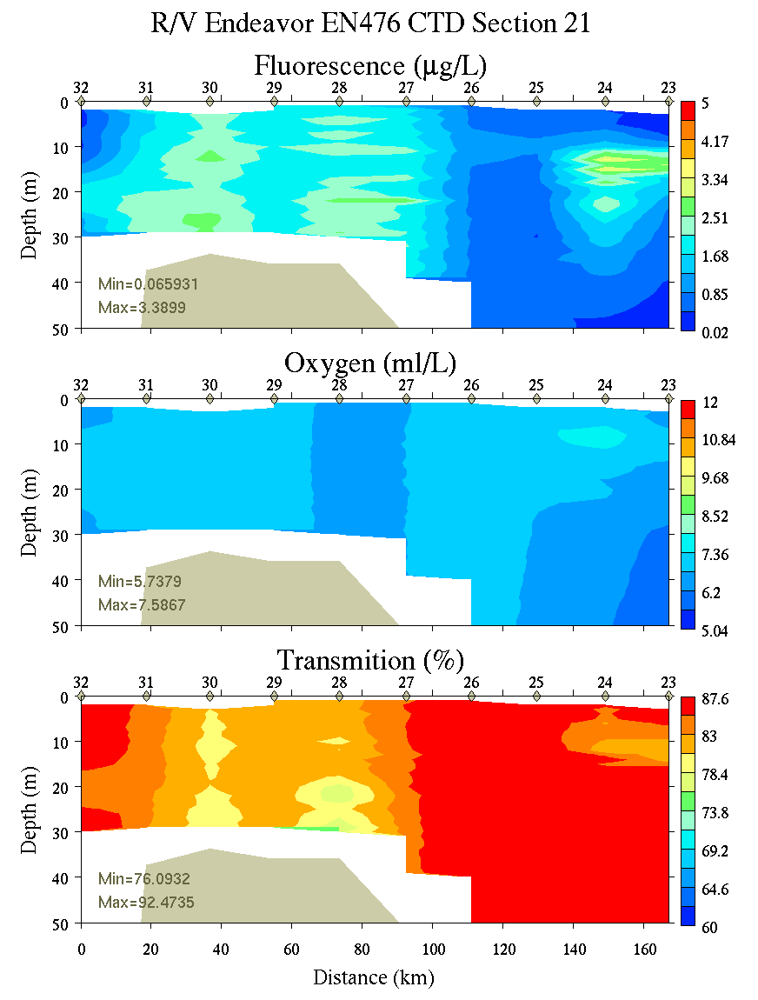 R/V Endeavor EN476 CTD Section 21
Fluorescence (μg/L)
32 31 30 29 28 27 26 25 24 23
0
10
20
30
40
50
Depth (m)
Min=0.065931
Max=3.3899
5
4.17
3.34
2.51
1.68
0.85
0.02
Oxygen (ml/L)
32 31 30 29 28 27 26 25 24 23
0
10
20
30
40
50
Depth (m)
Min=5.7379
Max=7.5867
12
10.84
9.68
8.52
7.36
6.2
5.04
Transmition (%)
32 31 30 29 28 27 26 25 24 23
0
10
20
30
40
50
Depth (m)
Min=76.0932
Max=92.4735
87.6
83
78.4
73.8
69.2
64.6
60
0 20 40 60 80 100 120 140 160
Distance (km)